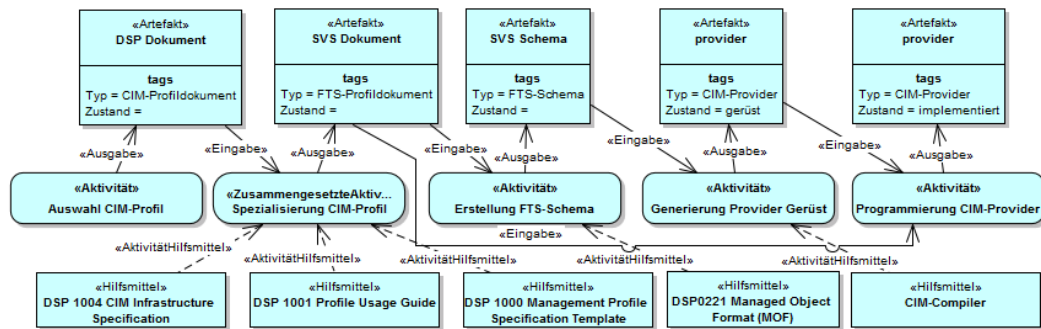 «Artefakt»
DSP Dokument
tags
Typ = CIM-Profildokument
Zustand =
«Artefakt»
SVS Dokument
tags
Typ = FTS-Profildokument
Zustand =
«Artefakt»
SVS Schema
tags
Typ = FTS-Schema
Zustand =
«Artefakt»
provider
tags
Typ = CIM-Provider
Zustand = gerüst
«Artefakt»
provider
tags
Typ = CIM-Provider
Zustand = implementiert
«Ausgabe»
«Eingabe»
«Ausgabe»
«Eingabe»
«Ausgabe»
«Eingabe»
«Ausgabe»
«Eingabe»
«Ausgabe»
«Aktivität»
Auswahl CIM-Profil
«ZusammengesetzteAktiv...
Spezialisierung CIM-Profil
«Aktivität»
Erstellung FTS-Schema
«Aktivität»
Generierung Provider Gerüst
«Aktivität»
Programmierung CIM-Provider
«Eingabe»
«AktivitätHilfsmittel»
«AktivitätHilfsmittel»
«AktivitätHilfsmittel»
«AktivitätHilfsmittel»
«AktivitätHilfsmittel»
«Hilfsmittel»
DSP 1004 CIM Infrastructure
Specification
«Hilfsmittel»
DSP 1001 Profile Usage Guide
«Hilfsmittel»
DSP 1000 Management Profile
Specification Template
«Hilfsmittel»
DSP0221 Managed Object
Format (MOF)
«Hilfsmittel»
CIM-Compiler